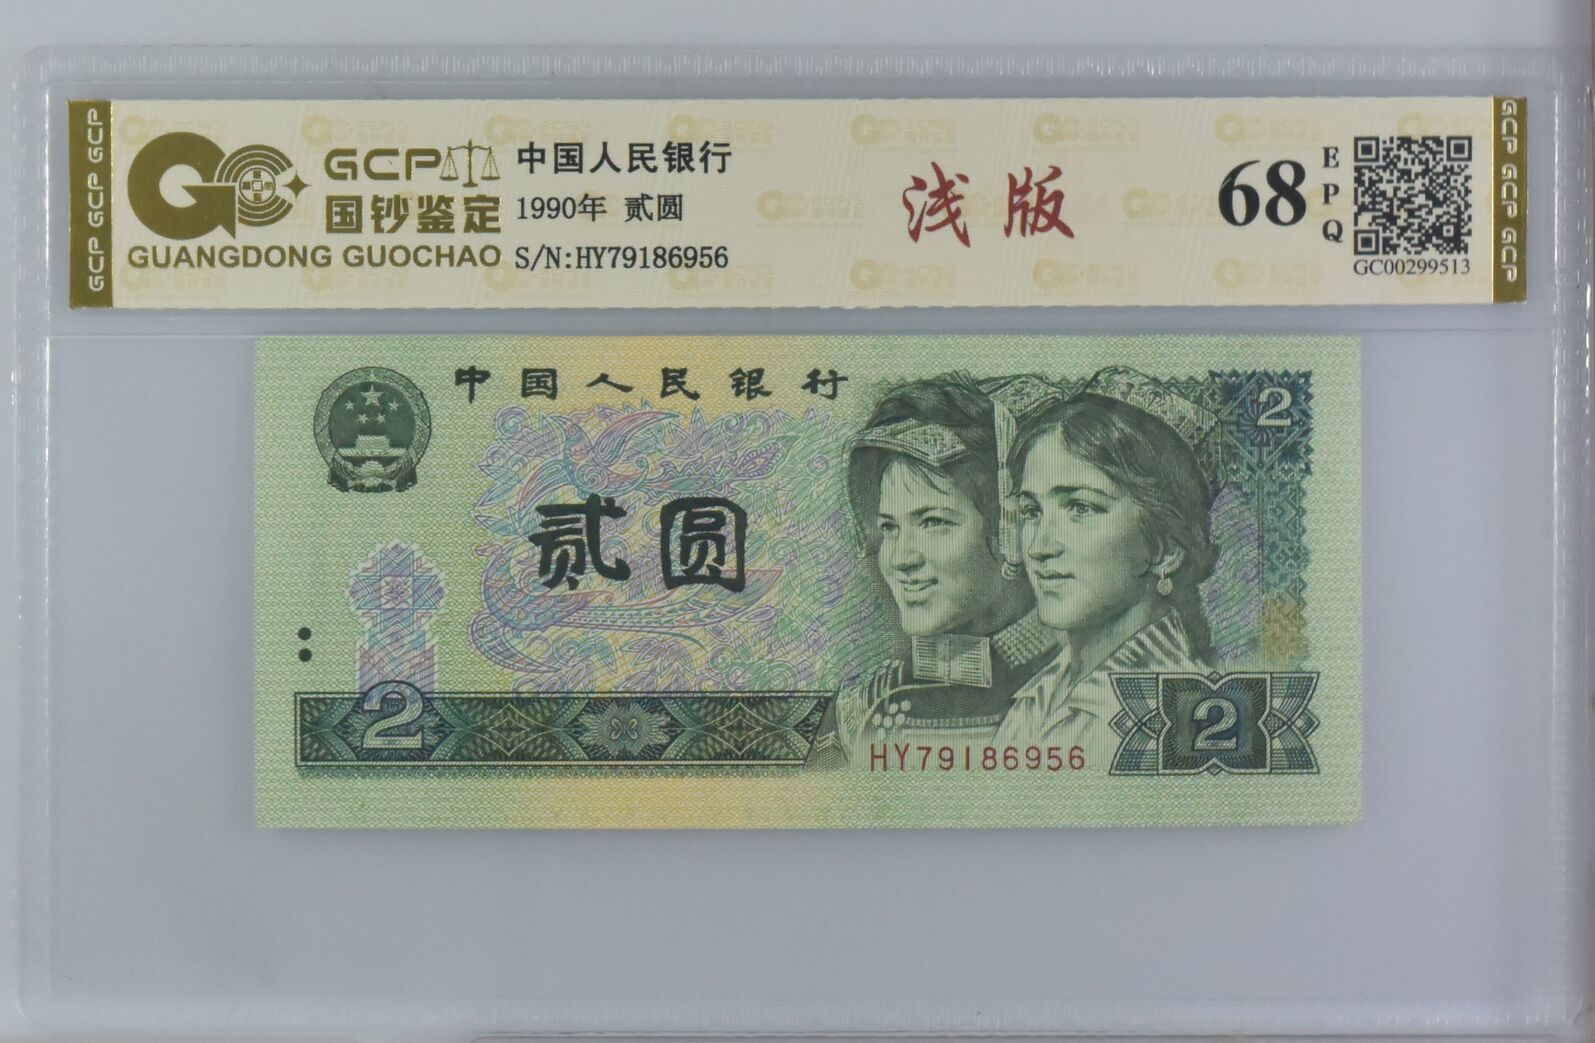 GCP GCP GCP
GCP
国钞鉴定
GUANGDONG GUOCHAO
中国人民银行
1990年 贰圆
S/N:HY79186956
浅版
68
EPQ
GC00299513
GCP GCP GCP
中国人民银行
2
贰圆
2
HY79186956
2